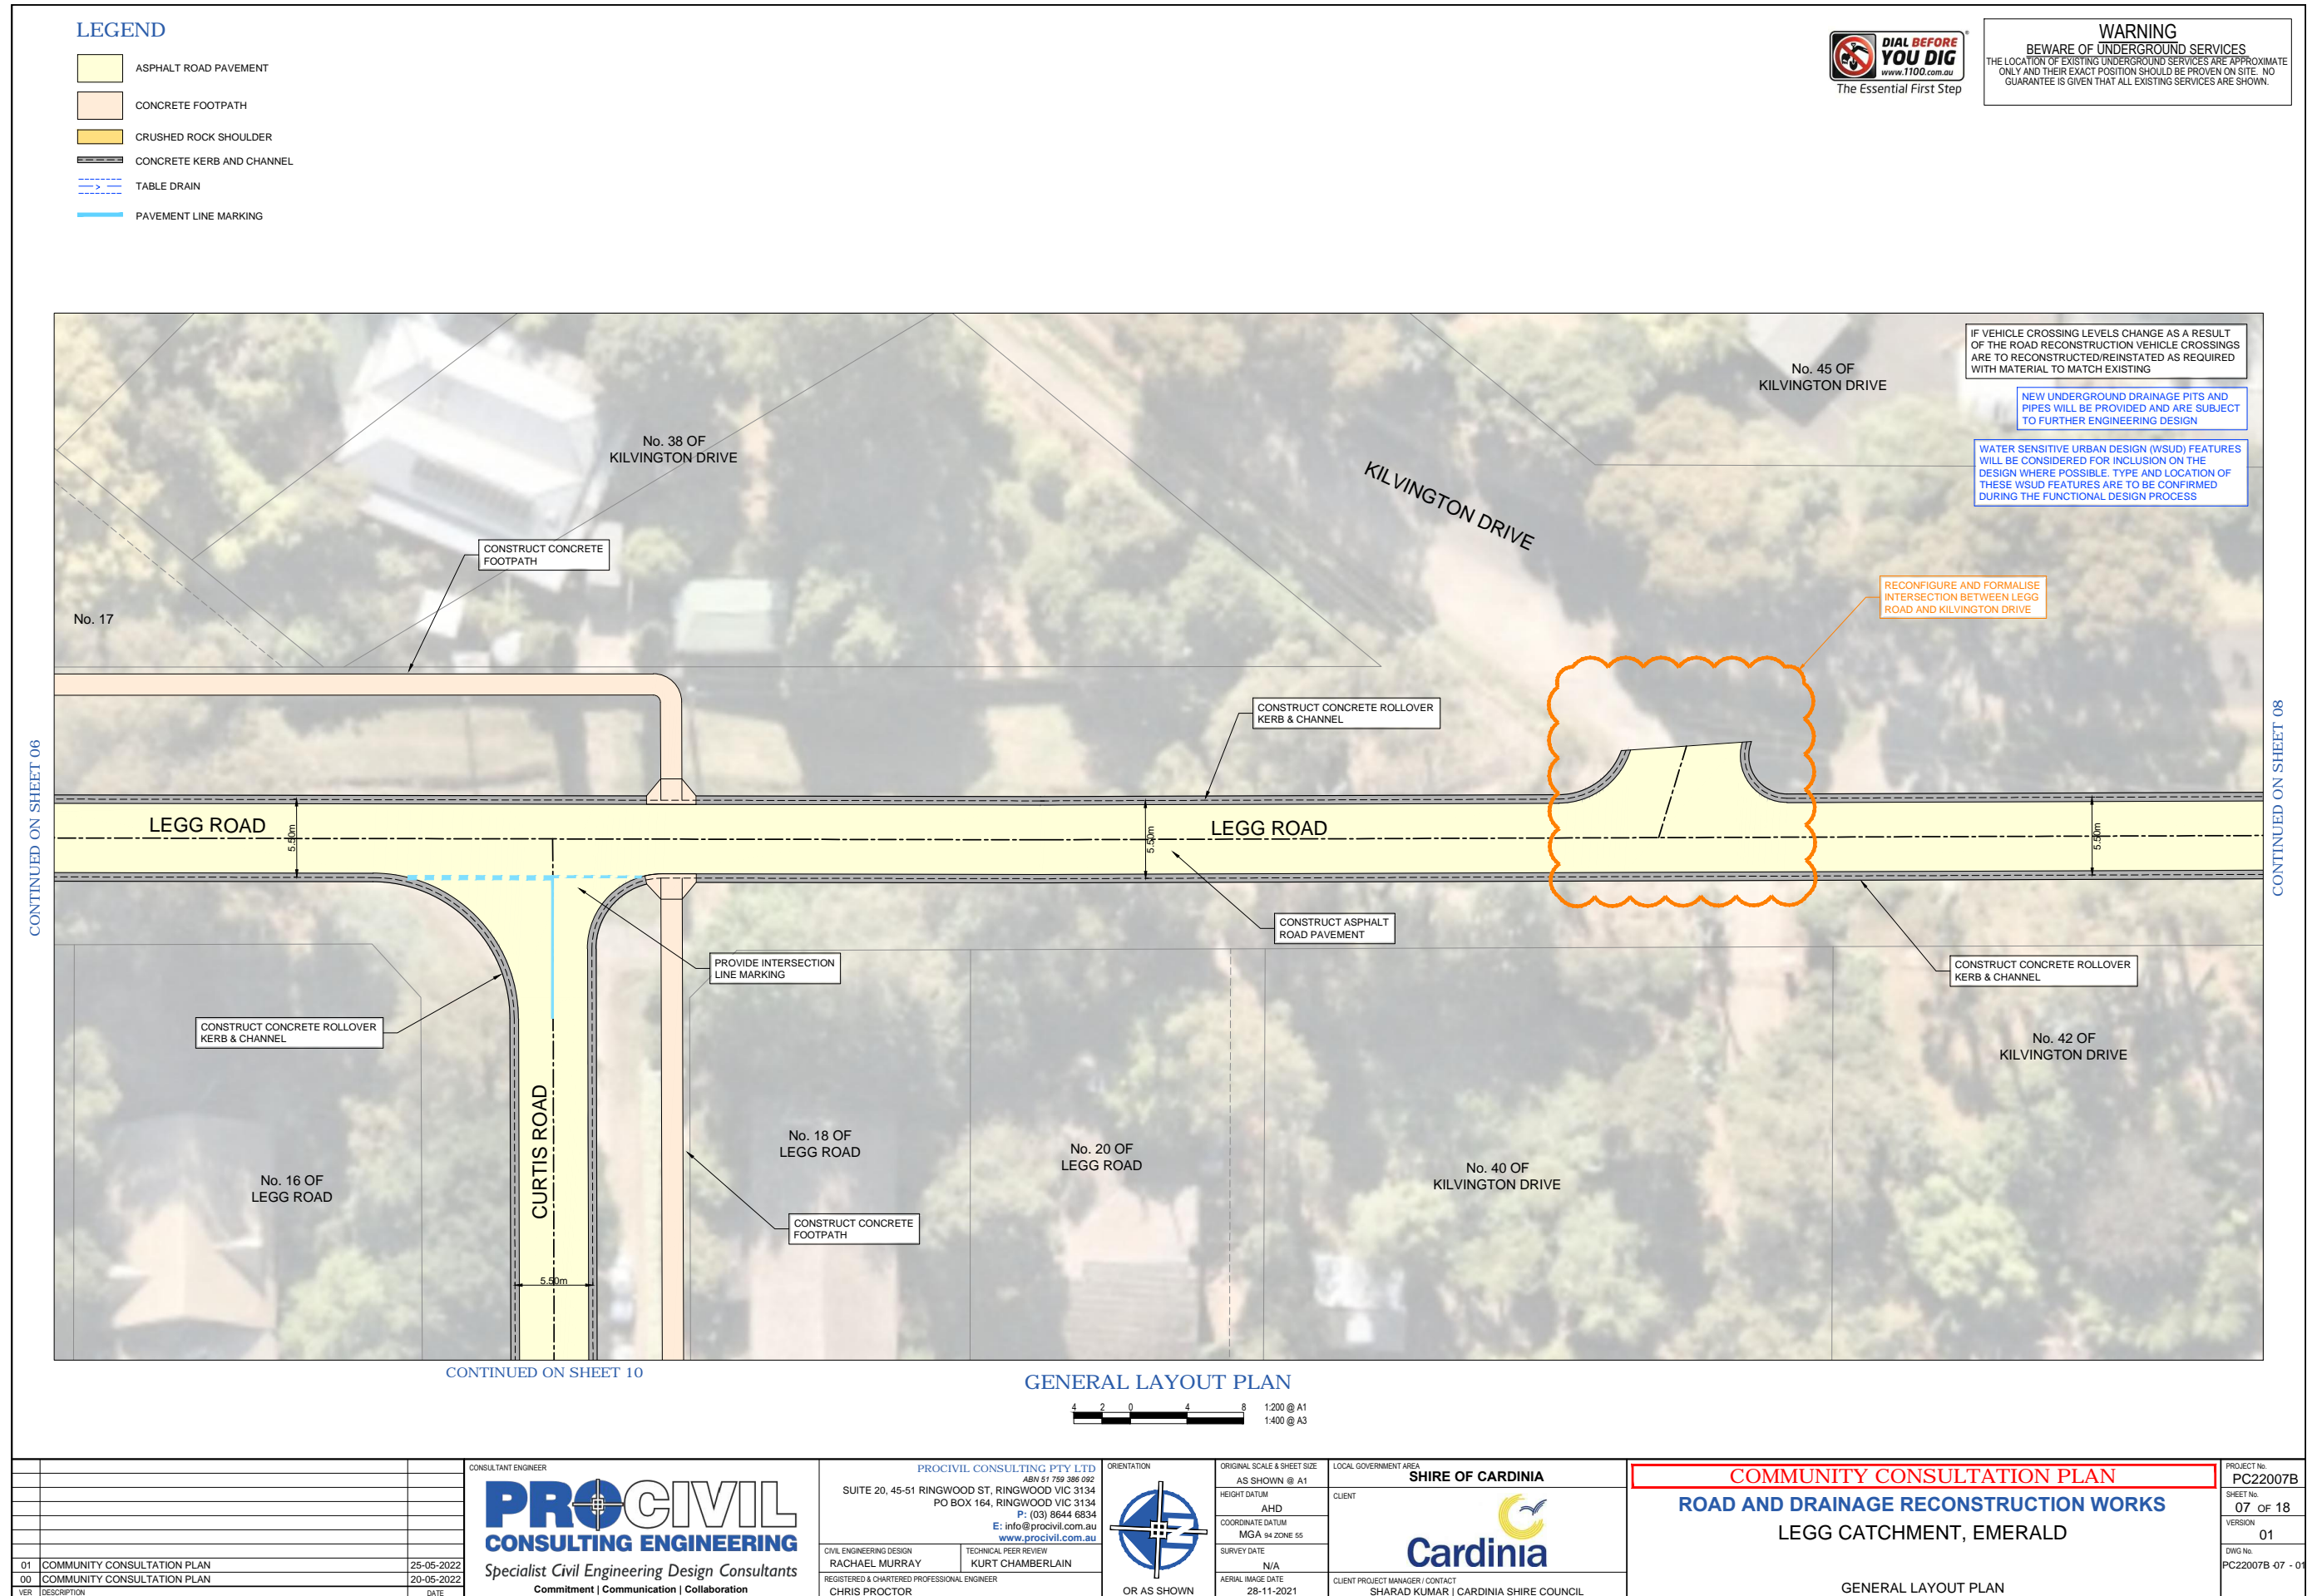 LEGEND
ASPHALT ROAD PAVEMENT
CONCRETE FOOTPATH
CRUSHED ROCK SHOULDER
CONCRETE KERB AND CHANNEL
TABLE DRAIN
PAVEMENT LINE MARKING
DIAL BEFORE
YOU DIG
www.1100.com.au
The Essential First Step
WARNING
BEWARE OF UNDERGROUND SERVICES
THE LOCATION OF EXISTING UNDERGROUND SERVICES ARE APPROXIMATE
ONLY AND THEIR EXACT POSITION SHOULD BE PROVEN ON SITE. NO
GUARANTEE IS GIVEN THAT ALL EXISTING SERVICES ARE SHOWN.
IF VEHICLE CROSSING LEVELS CHANGE AS A RESULT
OF THE ROAD RECONSTRUCTION VEHICLE CROSSINGS
ARE TO RECONSTRUCTED/REINSTATED AS REQUIRED
WITH MATERIAL TO MATCH EXISTING
NEW UNDERGROUND DRAINAGE PITS AND
PIPES WILL BE PROVIDED AND ARE SUBJECT
TO FURTHER ENGINEERING DESIGN
WATER SENSITIVE URBAN DESIGN (WSUD) FEATURES
WILL BE CONSIDERED FOR INCLUSION ON THE
DESIGN WHERE POSSIBLE. TYPE AND LOCATION OF
THESE WSUD FEATURES ARE TO BE CONFIRMED
DURING THE FUNCTIONAL DESIGN PROCESS
No. 45 OF
KILVINGTON DRIVE
No. 38 OF
KILVINGTON DRIVE
KILVINGTON DRIVE
CONSTRUCT CONCRETE
FOOTPATH
RECONFIGURE AND FORMALISE
INTERSECTION BETWEEN LEGG
ROAD AND KILVINGTON DRIVE
No. 17
CONSTRUCT CONCRETE ROLLOVER
KERB & CHANNEL
CONTINUED ON SHEET 06
CONTINUED ON SHEET 08
LEGG ROAD
5.50m
LEGG ROAD
5.50m
5.50m
CONSTRUCT ASPHALT
ROAD PAVEMENT
PROVIDE INTERSECTION
LINE MARKING
CONSTRUCT CONCRETE ROLLOVER
KERB & CHANNEL
CONSTRUCT CONCRETE ROLLOVER
KERB & CHANNEL
No. 42 OF
KILVINGTON DRIVE
CURTIS ROAD
No. 18 OF
LEGG ROAD
No. 20 OF
LEGG ROAD
No. 40 OF
KILVINGTON DRIVE
No. 16 OF
LEGG ROAD
CONSTRUCT CONCRETE
FOOTPATH
5.50m
CONTINUED ON SHEET 10
GENERAL LAYOUT PLAN
4 2 0 4 8 1:200 @ A1
1:400 @ A3
01 COMMUNITY CONSULTATION PLAN 25-05-2022
00 COMMUNITY CONSULTATION PLAN 20-05-2022
VER DESCRIPTION DATE
CONSULTANT ENGINEER
PROCIVIL
CONSULTING ENGINEERING
Specialist Civil Engineering Design Consultants
Commitment | Communication | Collaboration
PROCIVIL CONSULTING PTY LTD
ABN 51 759 386 092
SUITE 20, 45-51 RINGWOOD ST, RINGWOOD VIC 3134
PO BOX 164, RINGWOOD VIC 3134
P: (03) 8644 6834
E: info@procivil.com.au
www.procivil.com.au
CIVIL ENGINEERING DESIGN
RACHAEL MURRAY
TECHNICAL PEER REVIEW
KURT CHAMBERLAIN
REGISTERED & CHARTERED PROFESSIONAL ENGINEER
CHRIS PROCTOR
ORIENTATION
N
OR AS SHOWN
ORIGINAL SCALE & SHEET SIZE
AS SHOWN @ A1
HEIGHT DATUM
AHD
COORDINATE DATUM
MGA 94 ZONE 55
SURVEY DATE
N/A
AERIAL IMAGE DATE
28-11-2021
LOCAL GOVERNMENT AREA
SHIRE OF CARDINIA
CLIENT
Cardinia
CLIENT PROJECT MANAGER / CONTACT
SHARAD KUMAR | CARDINIA SHIRE COUNCIL
COMMUNITY CONSULTATION PLAN
ROAD AND DRAINAGE RECONSTRUCTION WORKS
LEGG CATCHMENT, EMERALD
GENERAL LAYOUT PLAN
PROJECT No.
PC22007B
SHEET No.
07 OF 18
VERSION
01
DWG No.
PC22007B-07 - 01